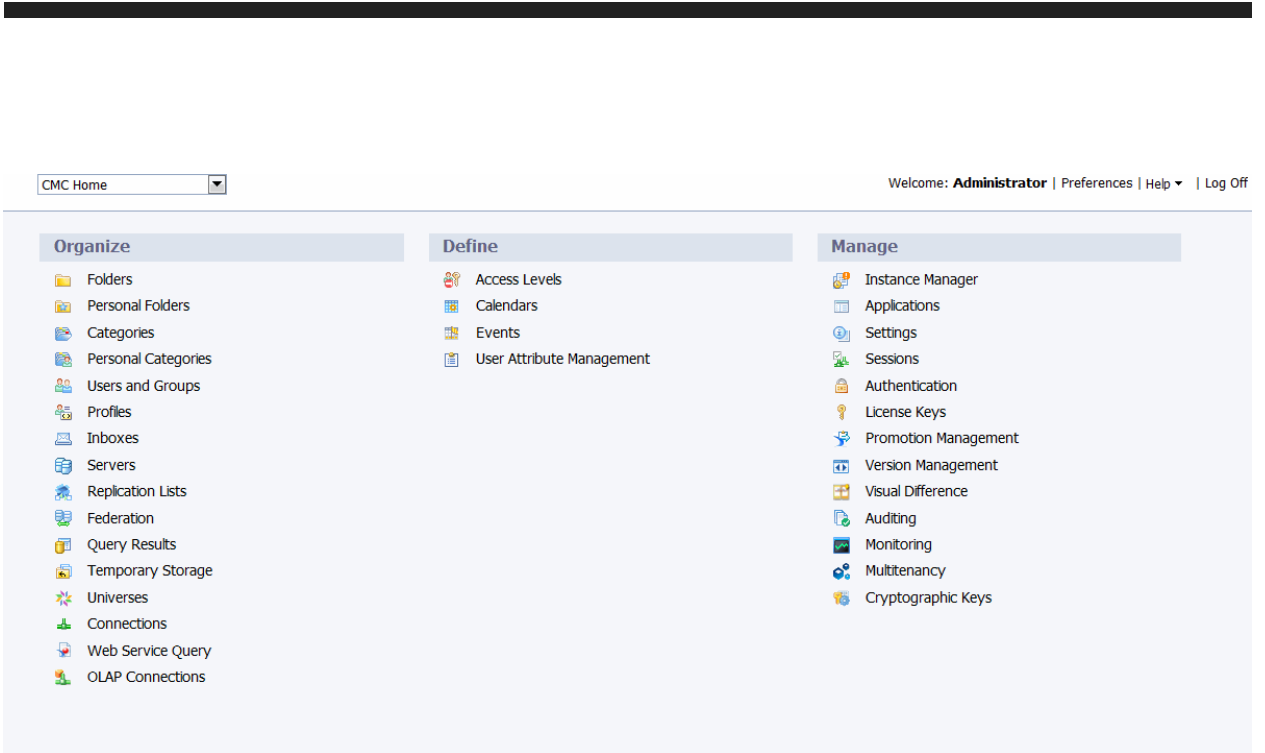 CMC Home
Welcome: Administrator | Preferences | Help | Log Off
Organize
Folders
Personal Folders
Categories
Personal Categories
Users and Groups
Profiles
Inboxes
Servers
Replication Lists
Federation
Query Results
Temporary Storage
Universes
Connections
Web Service Query
OLAP Connections
Define
Access Levels
Calendars
Events
User Attribute Management
Manage
Instance Manager
Applications
Settings
Sessions
Authentication
License Keys
Promotion Management
Version Management
Visual Difference
Auditing
Monitoring
Multitenancy
Cryptographic Keys